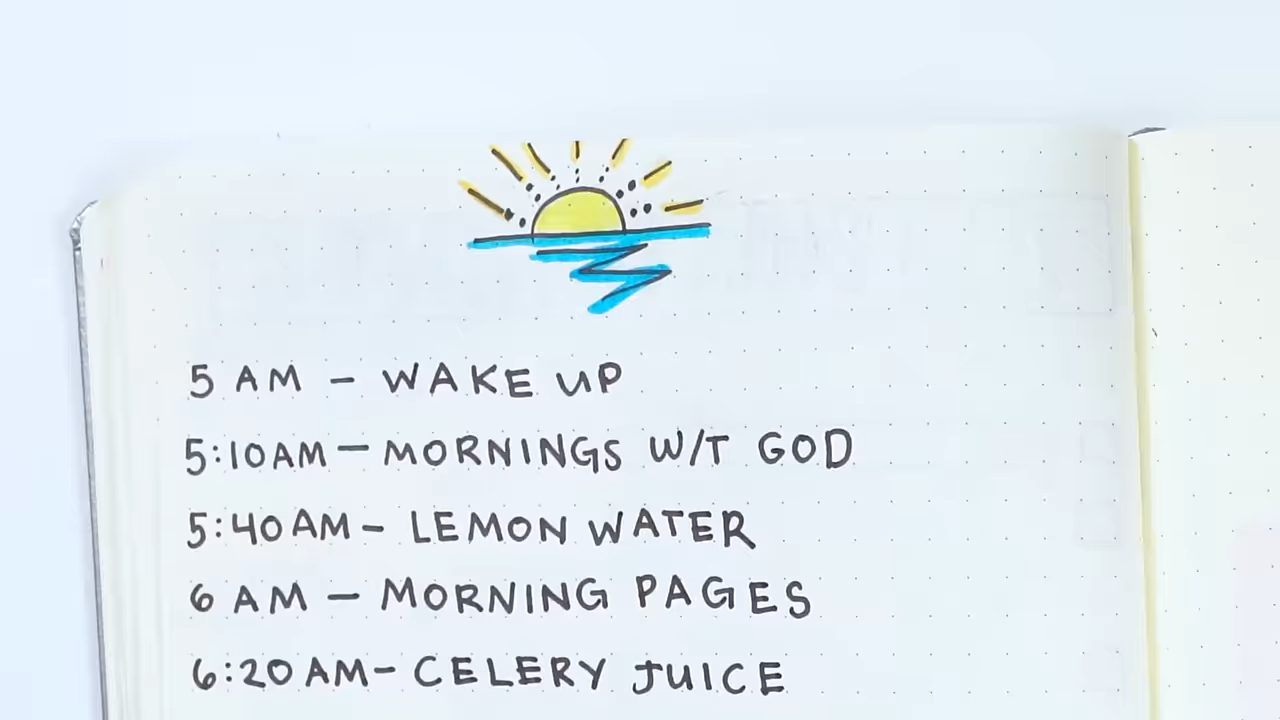 5 AM – WAKE UP
5:10AM – MORNINGS W/T GOD
5:40AM – LEMON WATER
6 AM – MORNING PAGES
6:20AM – CELERY JUICE